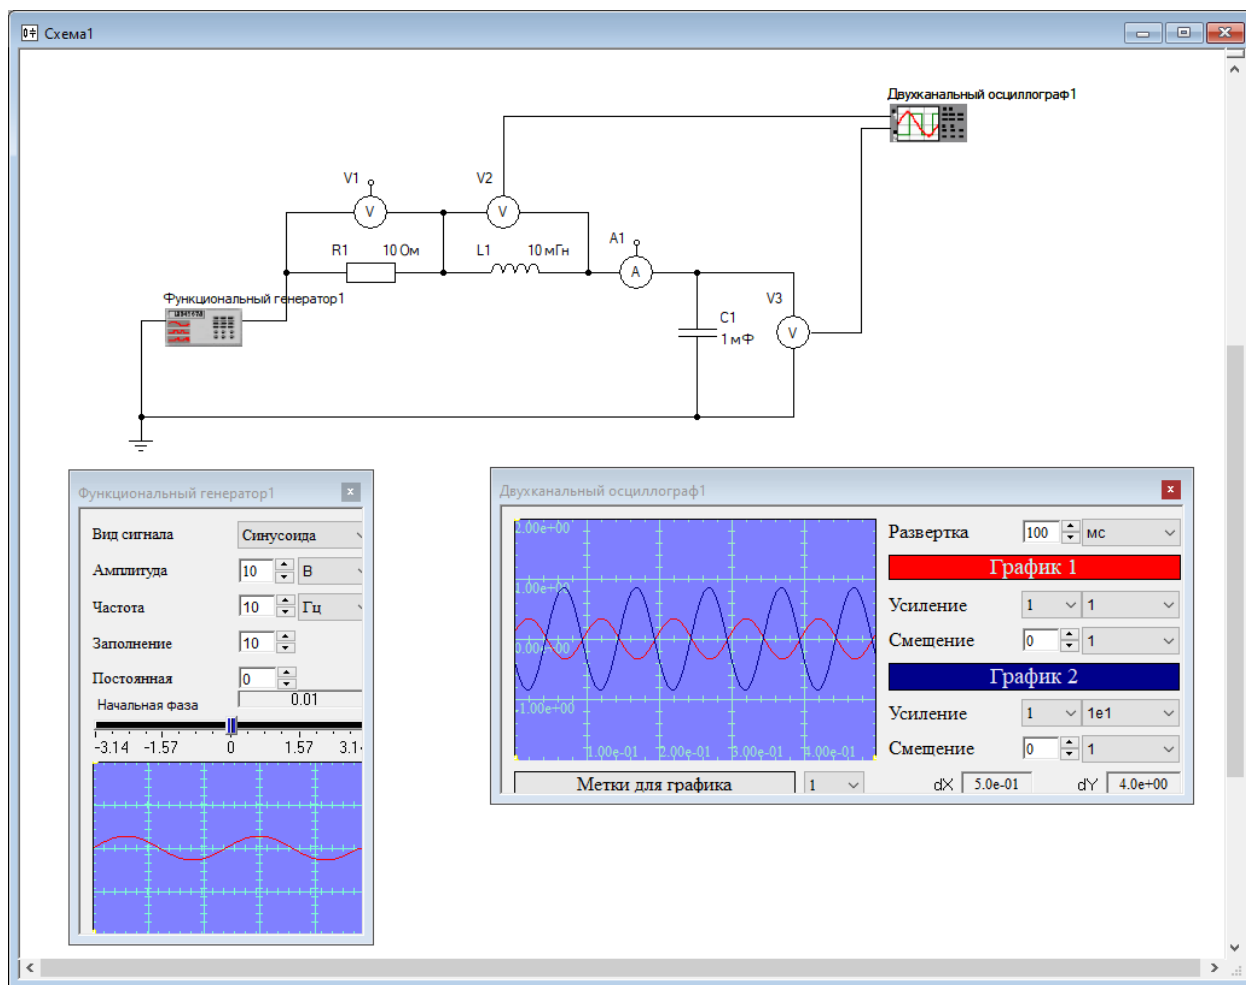 Схема1
Двухканальный осциллограф1
V1
V2
V
V
R1 10 Ом
L1 10 мГн
A1
A
Функциональный генератор1
V3
V
C1
1 мФ
Функциональный генератор1
Вид сигнала Синусоида
Амплитуда 10 В
Частота 10 Гц
Заполнение 10
Постоянная 0
Начальная фаза 0.01
-3.14 -1.57 0 1.57 3.1
Двухканальный осциллограф1
2.00e+00
1.00e+00
0.00e+00
-1.00e+00
1.00e-01 2.00e-01 3.00e-01 4.00e-01
Метки для графика 1
Развертка 100 мс
График 1
Усиление 1 1
Смещение 0 1
График 2
Усиление 1 1e1
Смещение 0 1
dX 5.0e-01 dY 4.0e+00